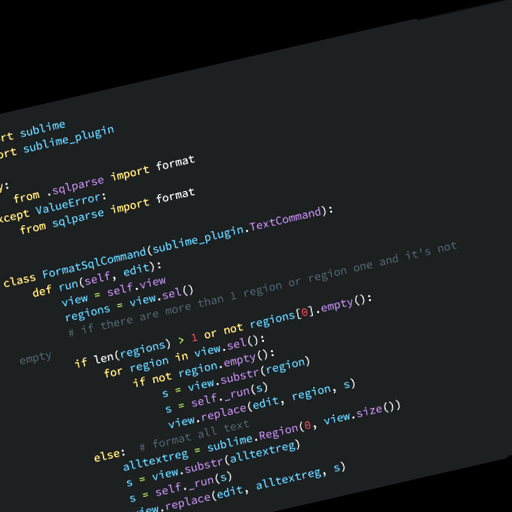 rt sublime
ort sublime_plugin
y:
from .sqlparse import format
xcept ValueError:
from sqlparse import format
class FormatSqlCommand(sublime_plugin.TextCommand):
def run(self, edit):
view = self.view
regions = view.sel()
# if there are more than 1 region or region one and it's not
empty
if len(regions) > 1 or not regions[0].empty():
for region in view.sel():
if not region.empty():
s = view.substr(region)
s = self._run(s)
view.replace(edit, region, s)
else: # format all text
alltextreg = sublime.Region(0, view.size())
s = view.substr(alltextreg)
s = self._run(s)
view.replace(edit, alltextreg, s)